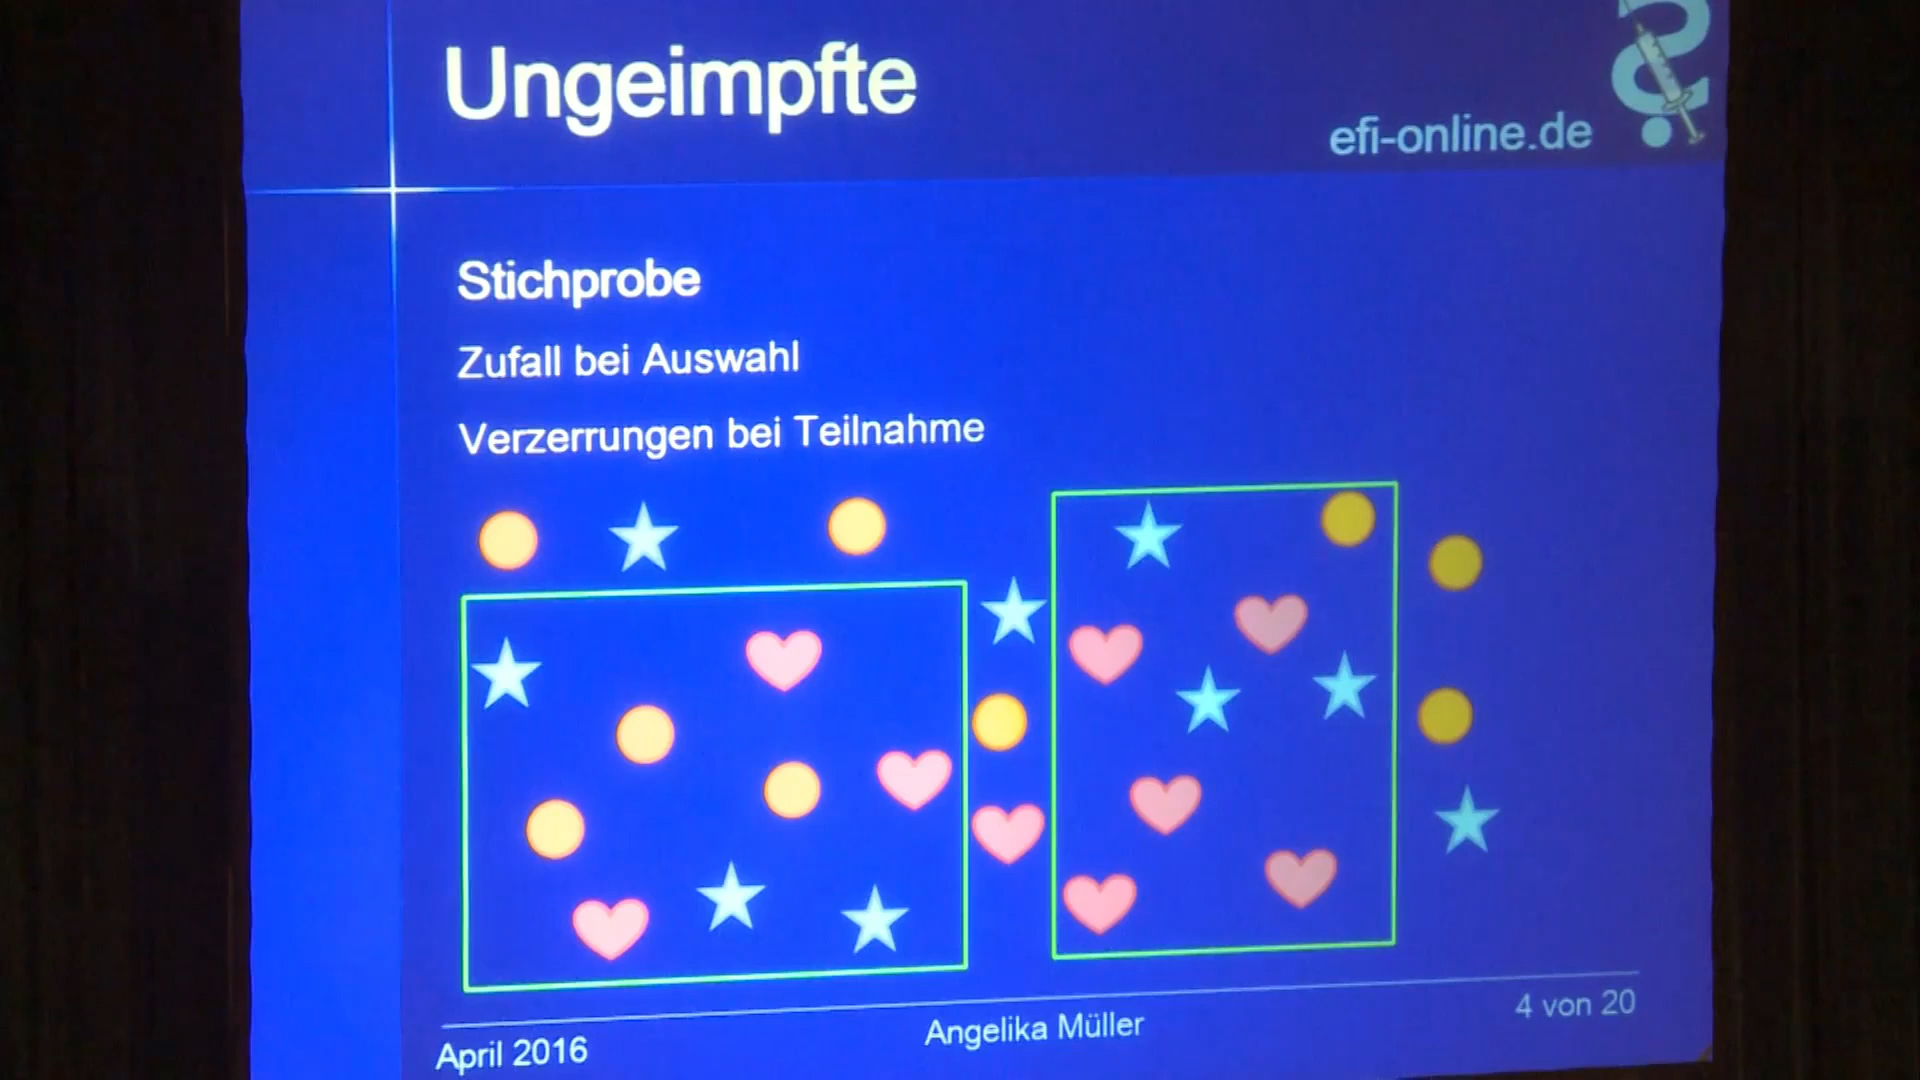 Ungeimpfte
efi-online.de
Stichprobe
Zufall bei Auswahl
Verzerrungen bei Teilnahme
April 2016
Angelika Müller
4 von 20